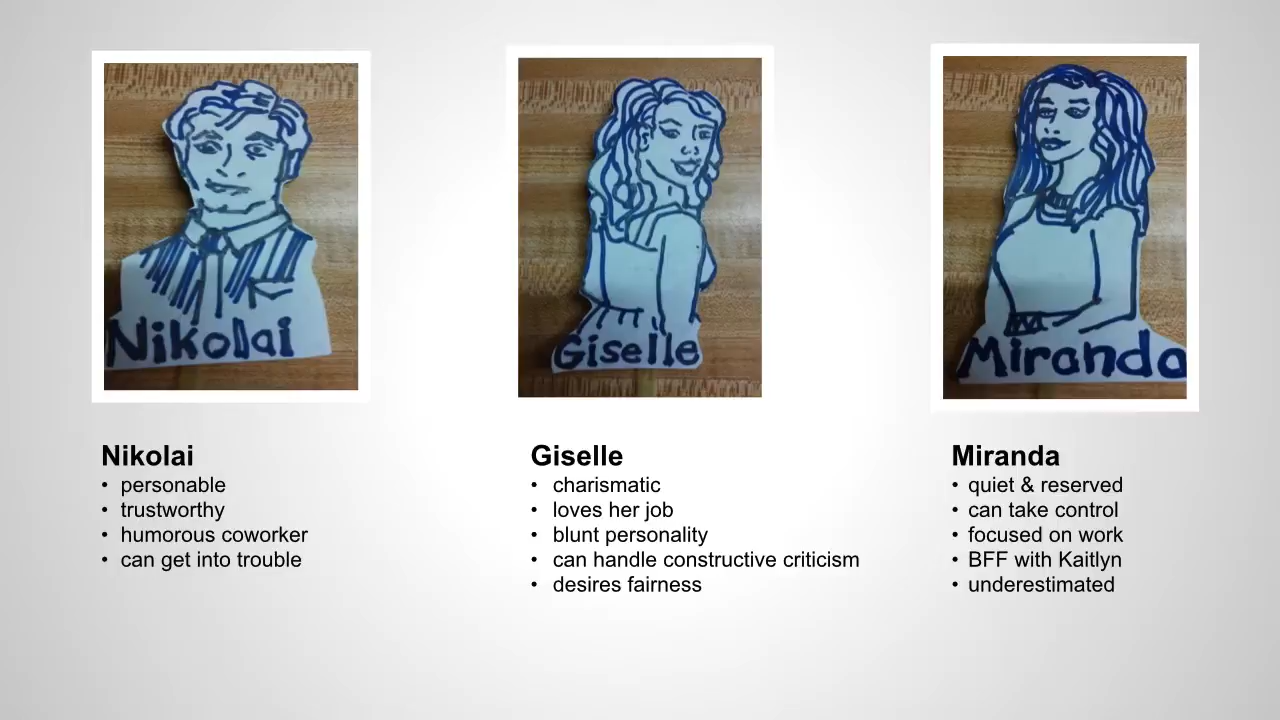 Nikolai
Giselle
Miranda
Nikolai
• personable
• trustworthy
• humorous coworker
• can get into trouble
Giselle
• charismatic
• loves her job
• blunt personality
• can handle constructive criticism
• desires fairness
Miranda
• quiet & reserved
• can take control
• focused on work
• BFF with Kaitlyn
• underestimated